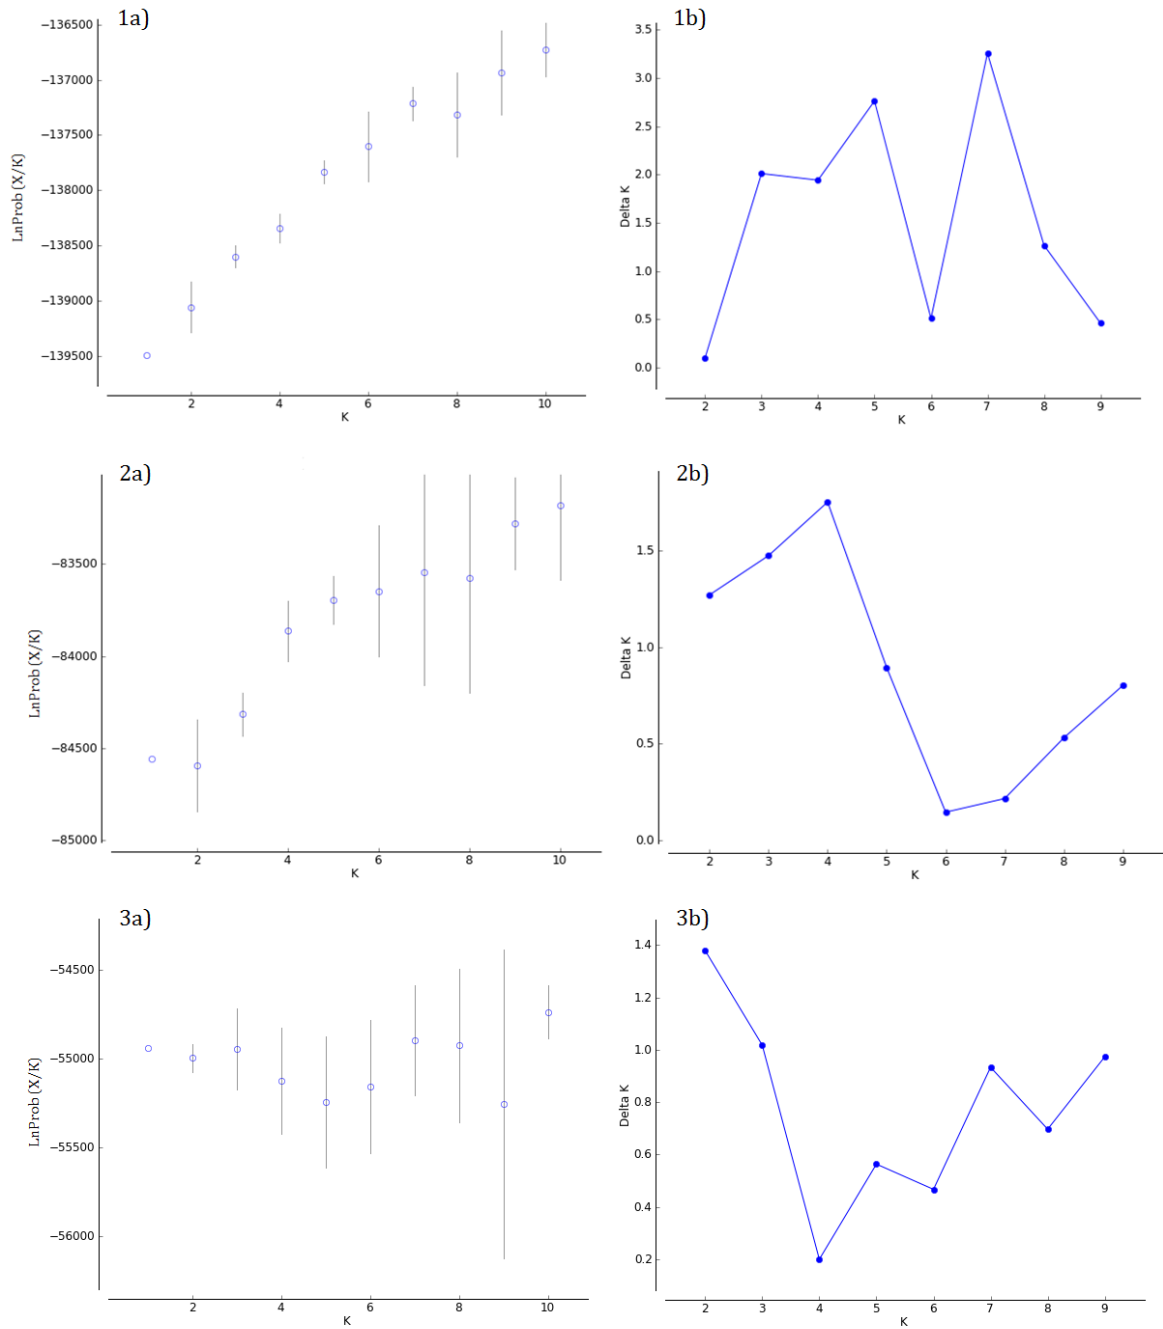 1a)
−136500
−137000
−137500
−138000
−138500
−139000
−139500
LnProb (X/K)
2 4 6 8 10
K
1b)
3.5
3.0
2.5
2.0
1.5
1.0
0.5
0.0
Delta K
2 3 4 5 6 7 8 9
K
2a)
−83500
−84000
−84500
−85000
LnProb (X/K)
2 4 6 8 10
K
2b)
1.5
1.0
0.5
0.0
Delta K
2 3 4 5 6 7 8 9
K
3a)
−54500
−55000
−55500
−56000
LnProb (X/K)
2 4 6 8 10
K
3b)
1.4
1.2
1.0
0.8
0.6
0.4
0.2
Delta K
2 3 4 5 6 7 8 9
K